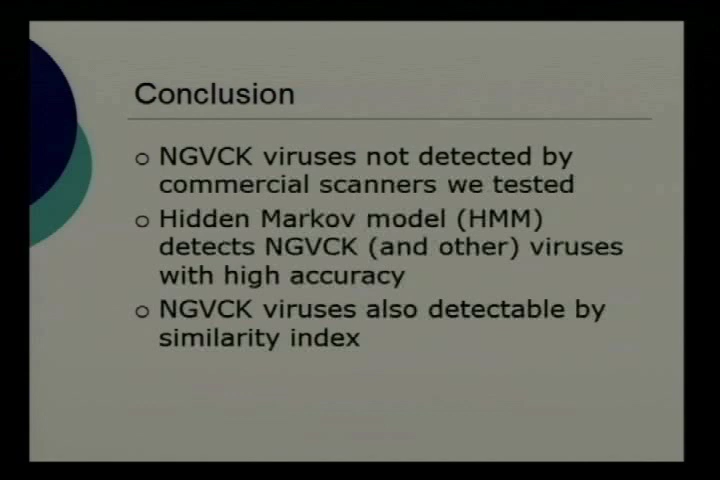 Conclusion
NGVCK viruses not detected by
commercial scanners we tested
Hidden Markov model (HMM)
detects NGVCK (and other) viruses
with high accuracy
NGVCK viruses also detectable by
similarity index